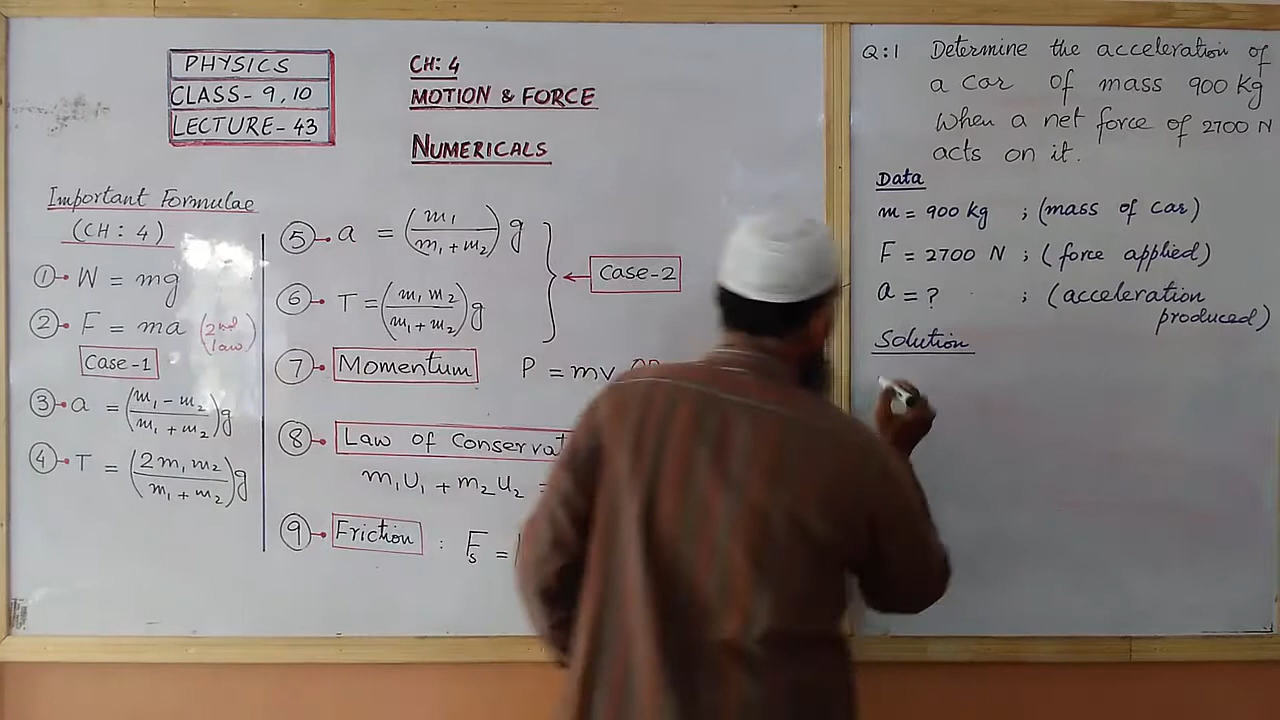 PHYSICS
CLASS- 9, 10
LECTURE- 43
CH: 4
MOTION & FORCE
NUMERICALS
Important Formulae
(CH: 4)
① W = mg
② F = ma (2nd law)
Case-1
③ a = (m₁ - m₂ / m₁ + m₂) g
④ T = (2 m₁ m₂ / m₁ + m₂) g
⑤ a = (m₁ / m₁ + m₂) g
⑥ T = (m₁ m₂ / m₁ + m₂) g
Case-2
⑦ Momentum P = mv
⑧ Law of
m₁U₁ + m₂U₂ =
⑨ Friction : Fs =
Q:1 Determine the acceleration of
a car of mass 900 Kg
When a net force of 2700 N
acts on it.
Data
m = 900 kg ; (mass of car)
F = 2700 N ; (force applied)
a = ? ; (acceleration
produced)
Solution